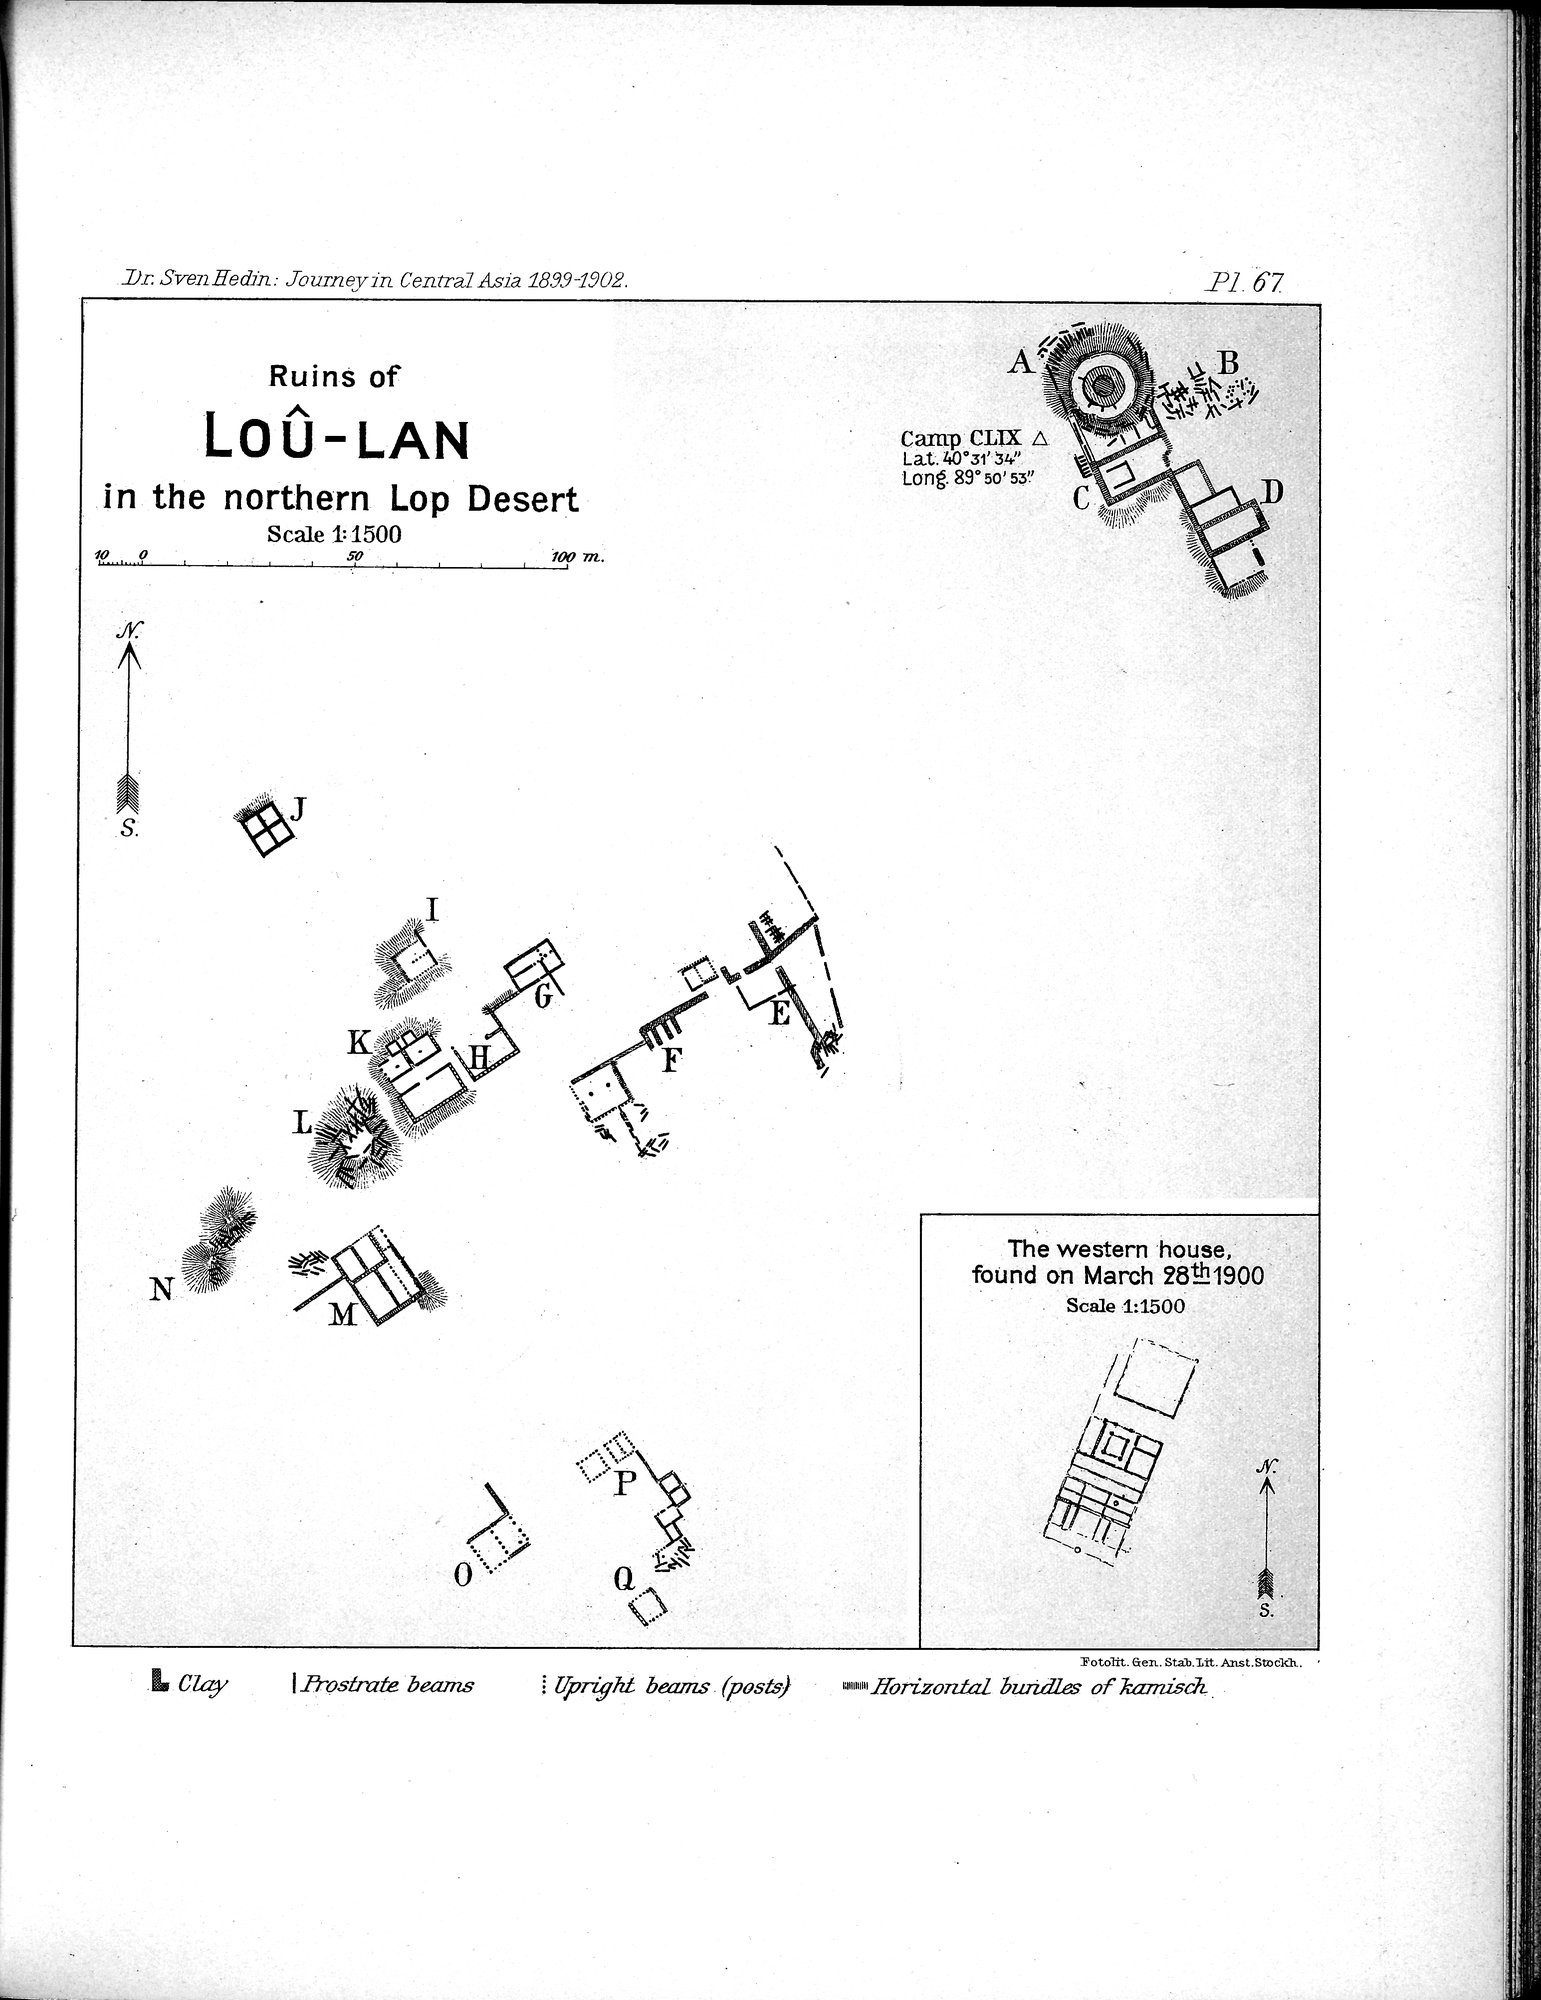 Dr. Sven Hedin: Journey in Central Asia 1899-1902.
Pl. 67
Ruins of
LOÛ-LAN
in the northern Lop Desert
Scale 1:1500
10 0 50 100 m.
N.
S.
A
B
Camp CLIX △
Lat. 40° 31' 34"
Long. 89° 50' 53".
C
D
J
I
G
E
K
H
F
L
N
M
P
O
Q
The western house,
found on March 28th 1900
Scale 1:1500
N.
S.
Fotolit. Gen. Stab. Lit. Anst. Stockh.
Clay
Prostrate beams
Upright beams (posts)
Horizontal bundles of kamisch.